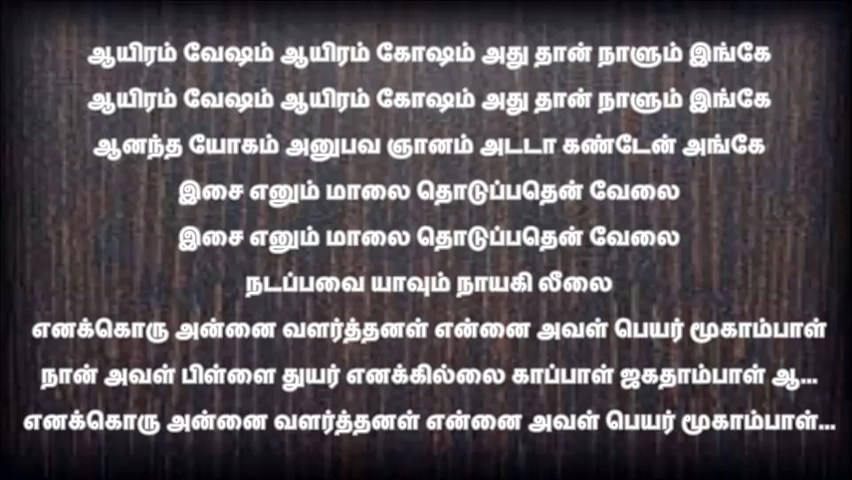 ஆயிரம் வேஷம் ஆயிரம் கோஷம் அது தான் நாளும் இங்கே
ஆயிரம் வேஷம் ஆயிரம் கோஷம் அது தான் நாளும் இங்கே
ஆனந்த யோகம் அனுபவ ஞானம் அடடா கண்டேன் அங்கே
இசை எனும் மாலை தொடுப்பதென் வேலை
இசை எனும் மாலை தொடுப்பதென் வேலை
நடப்பவை யாவும் நாயகி லீலை
எனக்கொரு அன்னை வளர்த்தனள் என்னை அவள் பெயர் மூகாம்பாள்
நான் அவள் பிள்ளை துயர் எனக்கில்லை காப்பாள் ஜகதாம்பாள் ஆ...
எனக்கொரு அன்னை வளர்த்தனள் என்னை அவள் பெயர் மூகாம்பாள்...